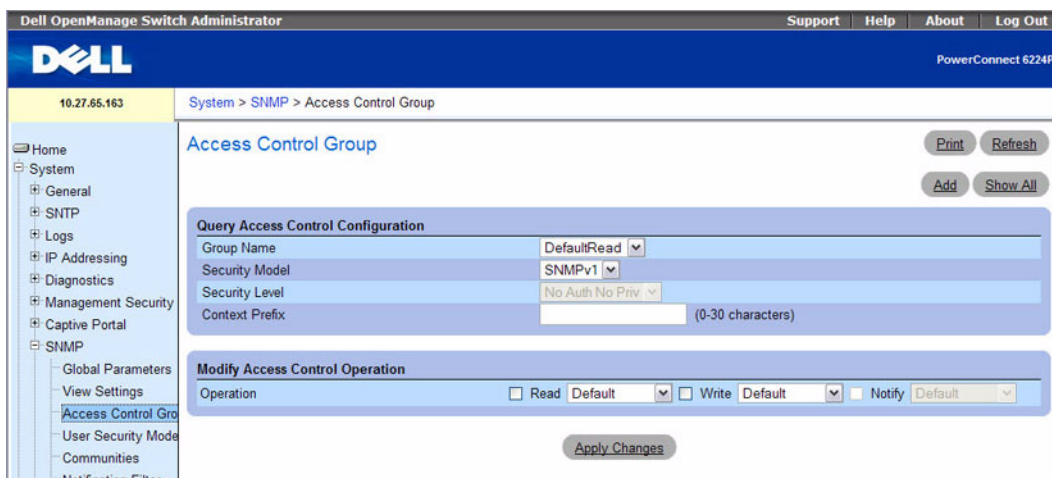 Dell OpenManage Switch Administrator
Support Help About Log Out
DELL
PowerConnect 6224P
10.27.65.163
System > SNMP > Access Control Group
Home
System
General
SNTP
Logs
IP Addressing
Diagnostics
Management Security
Captive Portal
SNMP
Global Parameters
View Settings
Access Control Gro
User Security Mode
Communities
Notification Filter
Access Control Group
Print Refresh
Add Show All
Query Access Control Configuration
Group Name DefaultRead
Security Model SNMPv1
Security Level No Auth No Priv
Context Prefix (0-30 characters)
Modify Access Control Operation
Operation Read Default Write Default Notify Default
Apply Changes